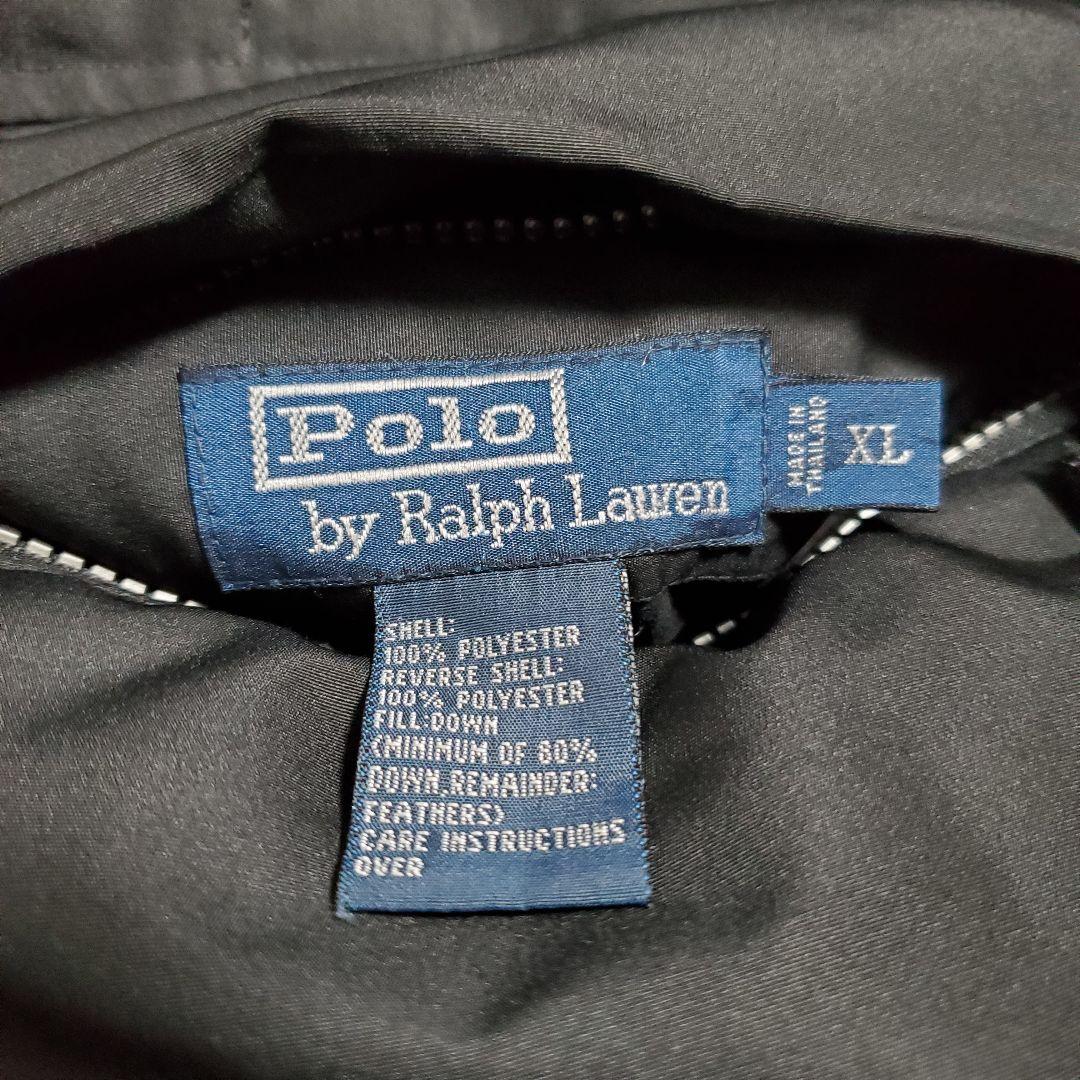 Polo
by Ralph Lauren
MADE IN
THAILAND
XL
SHELL:
100% POLYESTER
REVERSE SHELL:
100% POLYESTER
FILL:DOWN
(MINIMUM OF 80%
DOWN.REMAINDER:
FEATHERS)
CARE INSTRUCTIONS
OVER